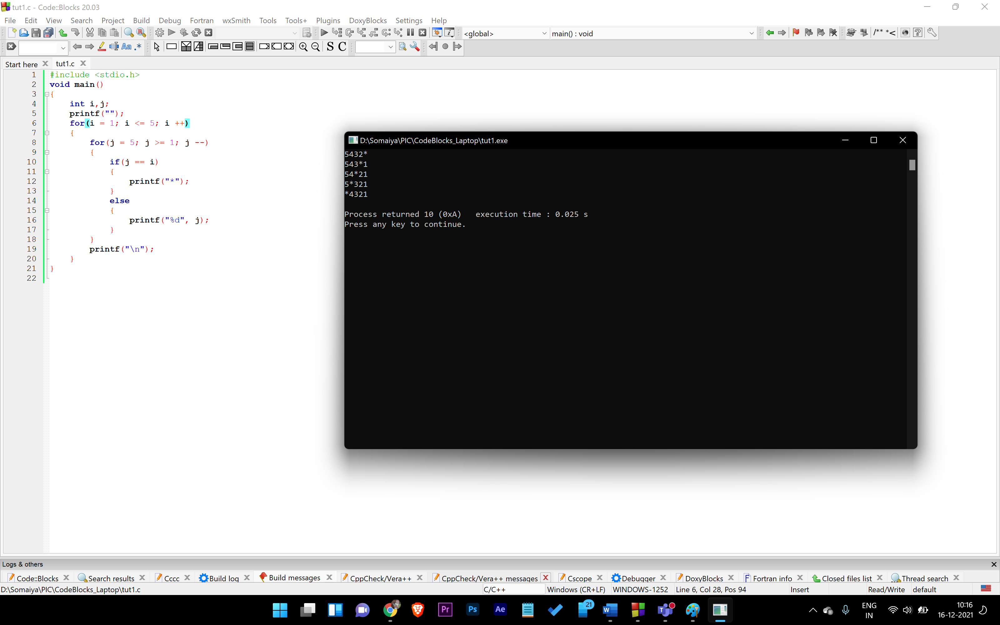 tut1.c - Code::Blocks 20.03
File Edit View Search Project Build Debug Fortran wxSmith Tools Tools+ Plugins DoxyBlocks Settings Help
<global> main() : void /** *<
Aa .* S C
Start here tut1.c
1 #include <stdio.h>
2 void main()
3 {
4 int i,j;
5 printf("");
6 for(i = 1; i <= 5; i ++)
7 {
8 for(j = 5; j >= 1; j --)
9 {
10 if(j == i)
11 {
12 printf("*");
13 }
14 else
15 {
16 printf("%d", j);
17 }
18 }
19 printf("\n");
20 }
21 }
22
D:\Somaiya\PIC\CodeBlocks_Laptop\tut1.exe
5432*
543*1
54*21
5*321
*4321
Process returned 10 (0xA) execution time : 0.025 s
Press any key to continue.
Logs & others
Code::Blocks Search results Cccc Build log Build messages CppCheck/Vera++ CppCheck/Vera++ messages Cscope Debugger DoxyBlocks Fortran info Closed files list Thread search
D:\Somaiya\PIC\CodeBlocks_Laptop\tut1.c C/C++ Windows (CR+LF) WINDOWS-1252 Line 6, Col 28, Pos 94 Insert Read/Write default
Pr Ps Ae 21 W T ENG IN 10:16
16-12-2021